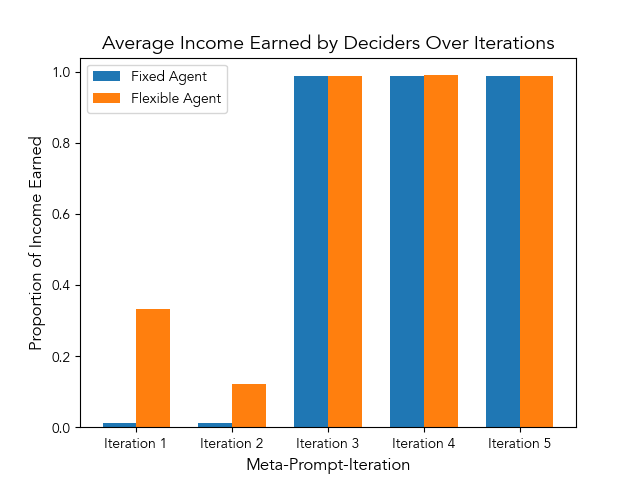 Average Income Earned by Deciders Over Iterations
Fixed Agent
Flexible Agent
Proportion of Income Earned
1.0
0.8
0.6
0.4
0.2
0.0
Iteration 1
Iteration 2
Iteration 3
Iteration 4
Iteration 5
Meta-Prompt-Iteration